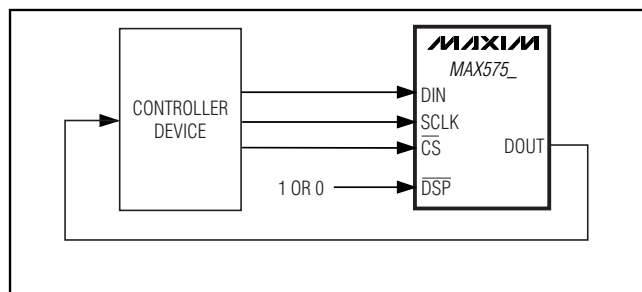 MAXIM
MAX575_
CONTROLLER
DEVICE
DIN
SCLK
CS
DOUT
1 OR 0
DSP